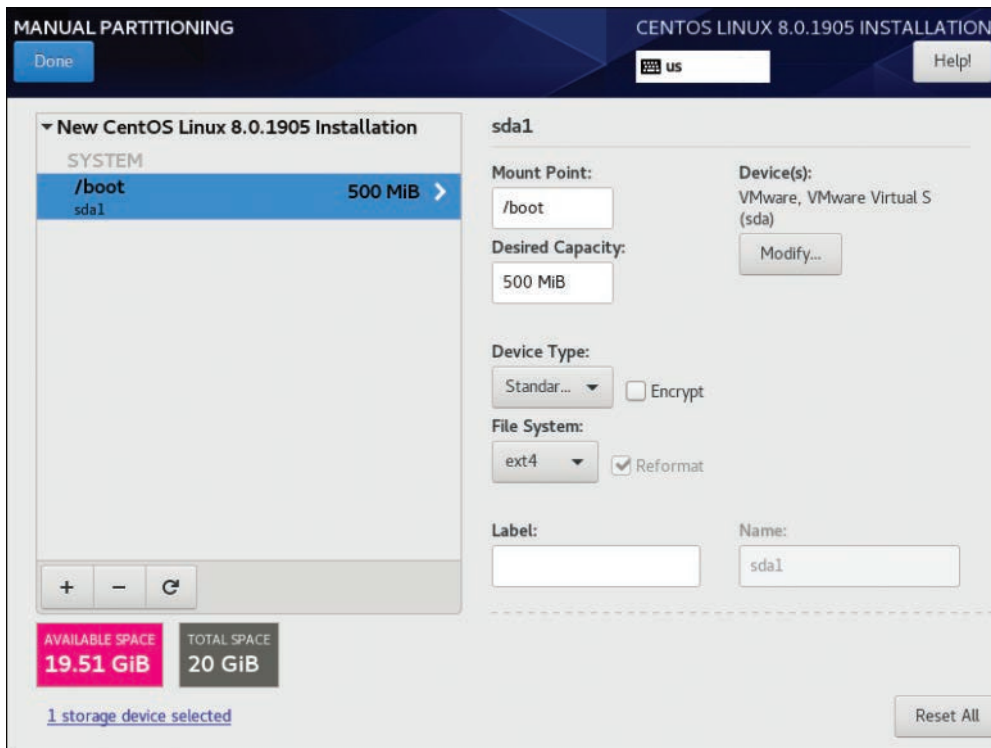 MANUAL PARTITIONING
CENTOS LINUX 8.0.1905 INSTALLATION
Done
us
Help!
New CentOS Linux 8.0.1905 Installation
SYSTEM
/boot
500 MiB
sda1
sda1
Mount Point:
/boot
Device(s):
VMware, VMware Virtual S
(sda)
Modify...
Desired Capacity:
500 MiB
Device Type:
Standar...
Encrypt
File System:
ext4
Reformat
Label:
Name:
sda1
+ −
AVAILABLE SPACE
19.51 GiB
TOTAL SPACE
20 GiB
1 storage device selected
Reset All